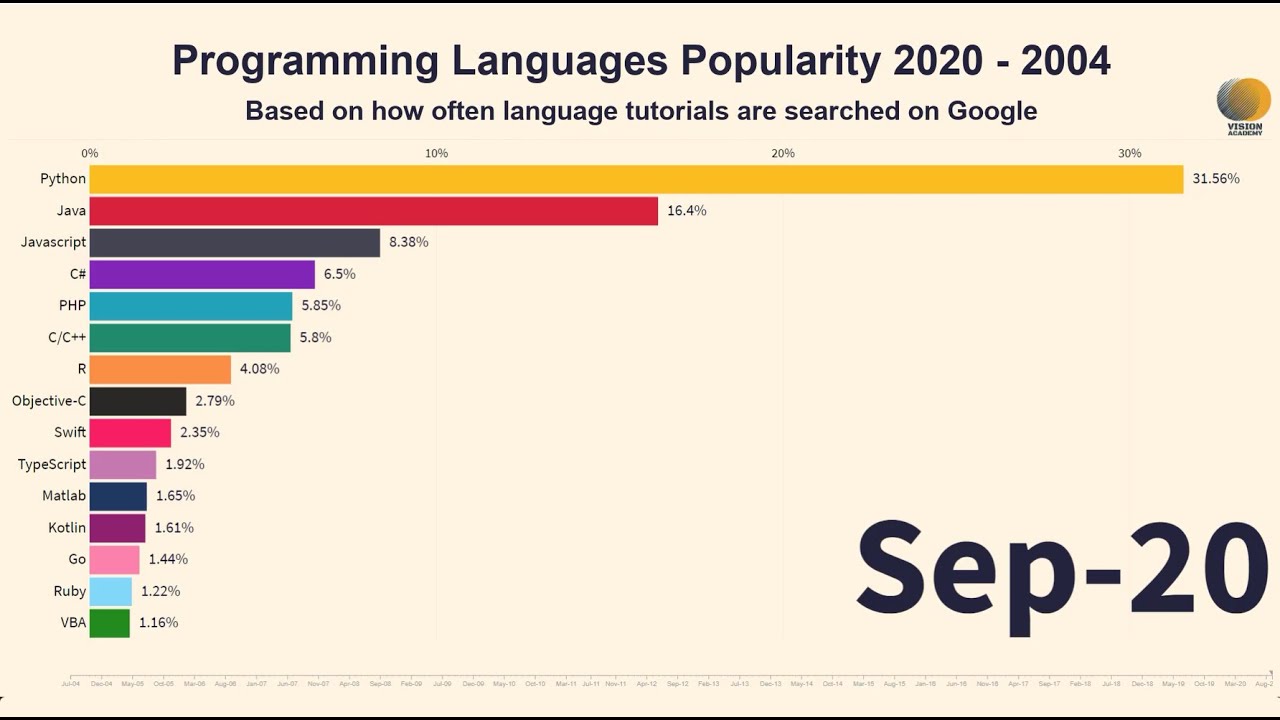 Programming Languages Popularity 2020 - 2004
Based on how often language tutorials are searched on Google
VISION
ACADEMY
0% 10% 20% 30%
Python 31.56%
Java 16.4%
Javascript 8.38%
C# 6.5%
PHP 5.85%
C/C++ 5.8%
R 4.08%
Objective-C 2.79%
Swift 2.35%
TypeScript 1.92%
Matlab 1.65%
Kotlin 1.61%
Go 1.44%
Ruby 1.22%
VBA 1.16%
Sep-20
Jul-04 Dec-04 May-05 Oct-05 Mar-06 Aug-06 Jan-07 Jun-07 Nov-07 Apr-08 Sep-08 Feb-09 Jul-09 Dec-09 May-10 Oct-10 Mar-11 Jul-11 Nov-11 Apr-12 Sep-12 Feb-13 Jul-13 Dec-13 May-14 Oct-14 Mar-15 Aug-15 Jan-16 Jun-16 Nov-16 Apr-17 Sep-17 Feb-18 Jul-18 Dec-18 May-19 Oct-19 Mar-20